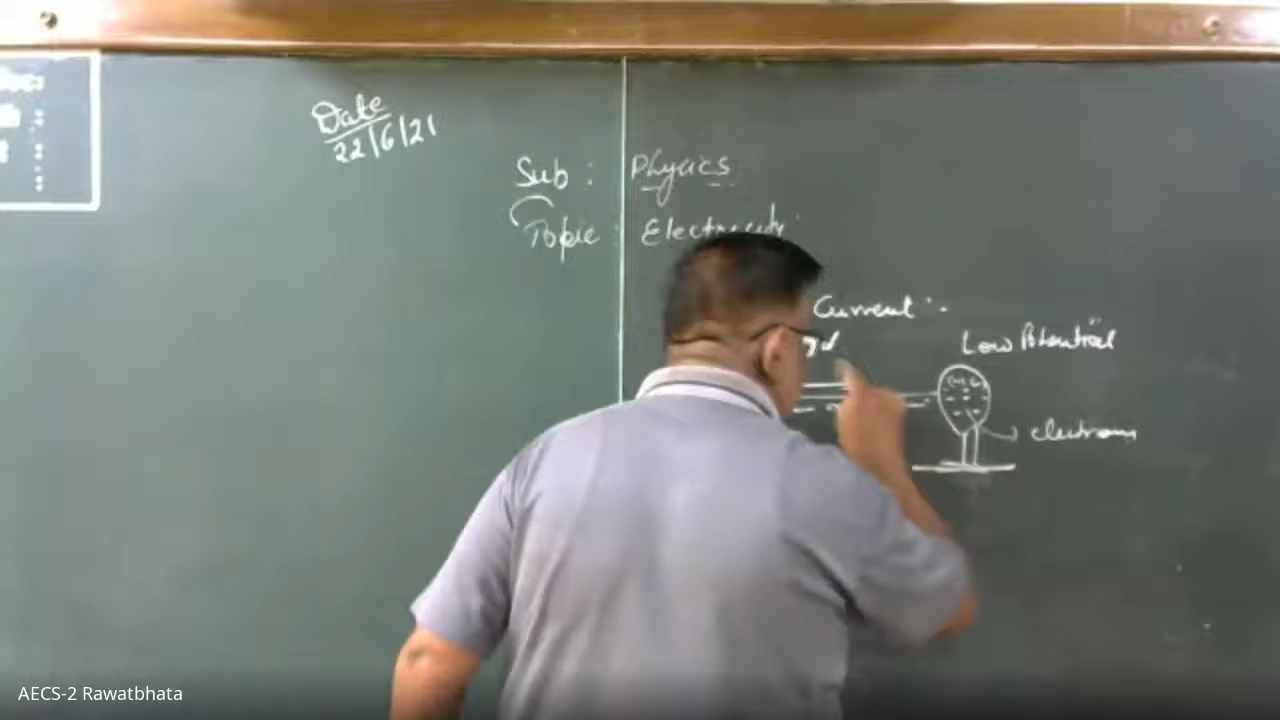 Date
22/6/21
Sub : Physics
Topic : Electricity
Current :-
Low Potential
electrons
AECS-2 Rawatbhata